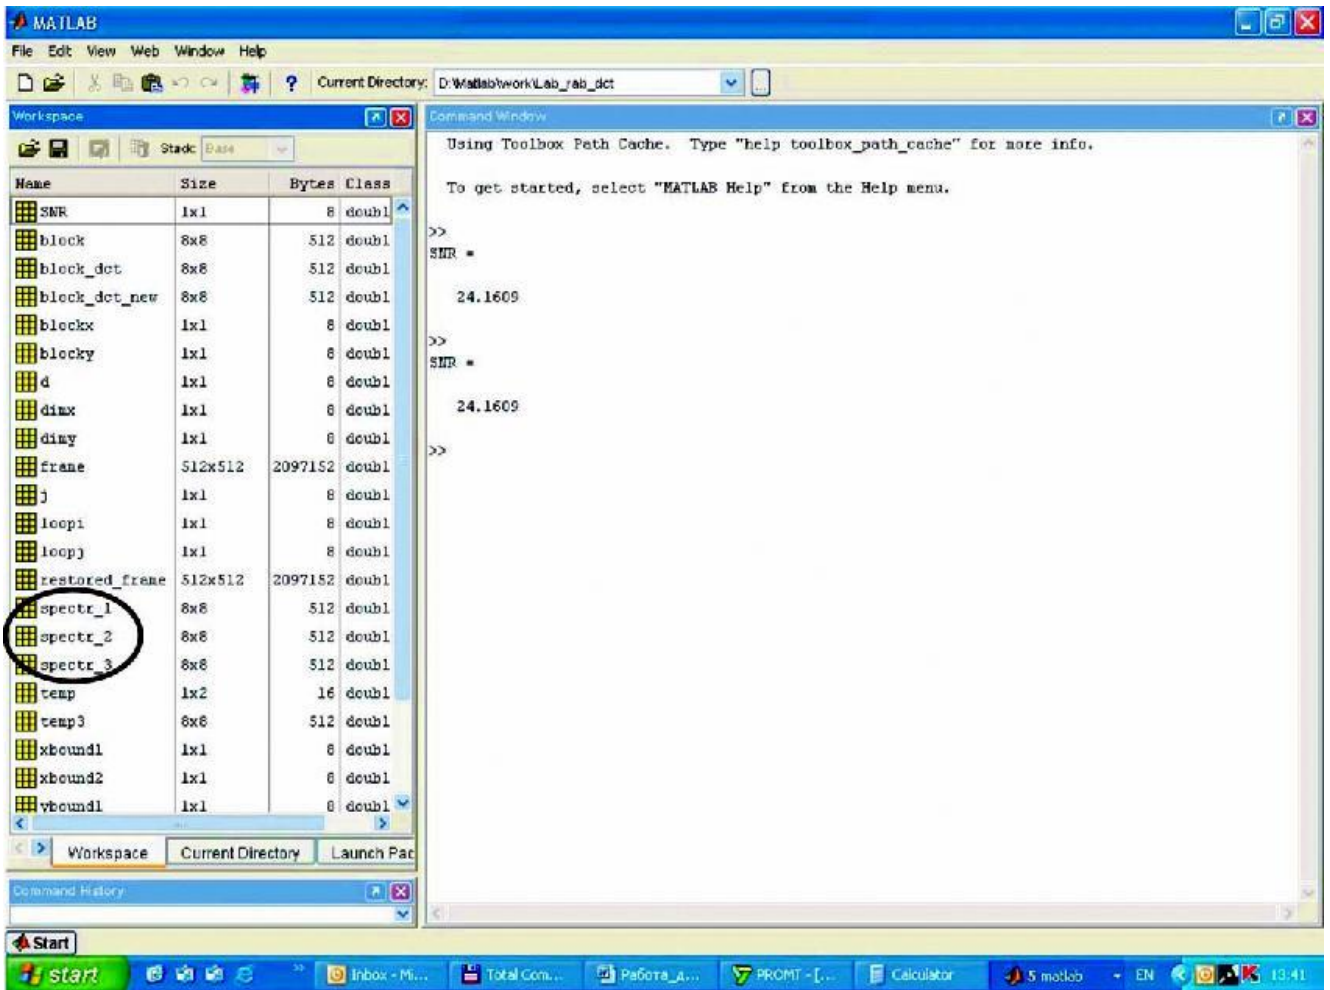 MATLAB
File Edit View Web Window Help
Current Directory: D:\Matlab\work\Lab_rab_dct ...
Workspace
Stack: Base
Name Size Bytes Class
SNR 1x1 8 doubl
block 8x8 512 doubl
block_dct 8x8 512 doubl
block_dct_new 8x8 512 doubl
blockx 1x1 8 doubl
blocky 1x1 8 doubl
d 1x1 8 doubl
dimx 1x1 8 doubl
dimy 1x1 8 doubl
frame 512x512 2097152 doubl
j 1x1 8 doubl
loopi 1x1 8 doubl
loopj 1x1 8 doubl
restored_frame 512x512 2097152 doubl
spectr_1 8x8 512 doubl
spectr_2 8x8 512 doubl
spectr_3 8x8 512 doubl
temp 1x2 16 doubl
temp3 8x8 512 doubl
xbound1 1x1 8 doubl
xbound2 1x1 8 doubl
ybound1 1x1 8 doubl
Workspace Current Directory Launch Pad
Command History
Command Window
Using Toolbox Path Cache. Type "help toolbox_path_cache" for more info.
To get started, select "MATLAB Help" from the Help menu.
>>
SNR =
24.1609
>>
SNR =
24.1609
>>
Start
start Inbox - Mi... Total Com... Работа_д... PROMT - [... Calculator 5 matlab EN 13:41